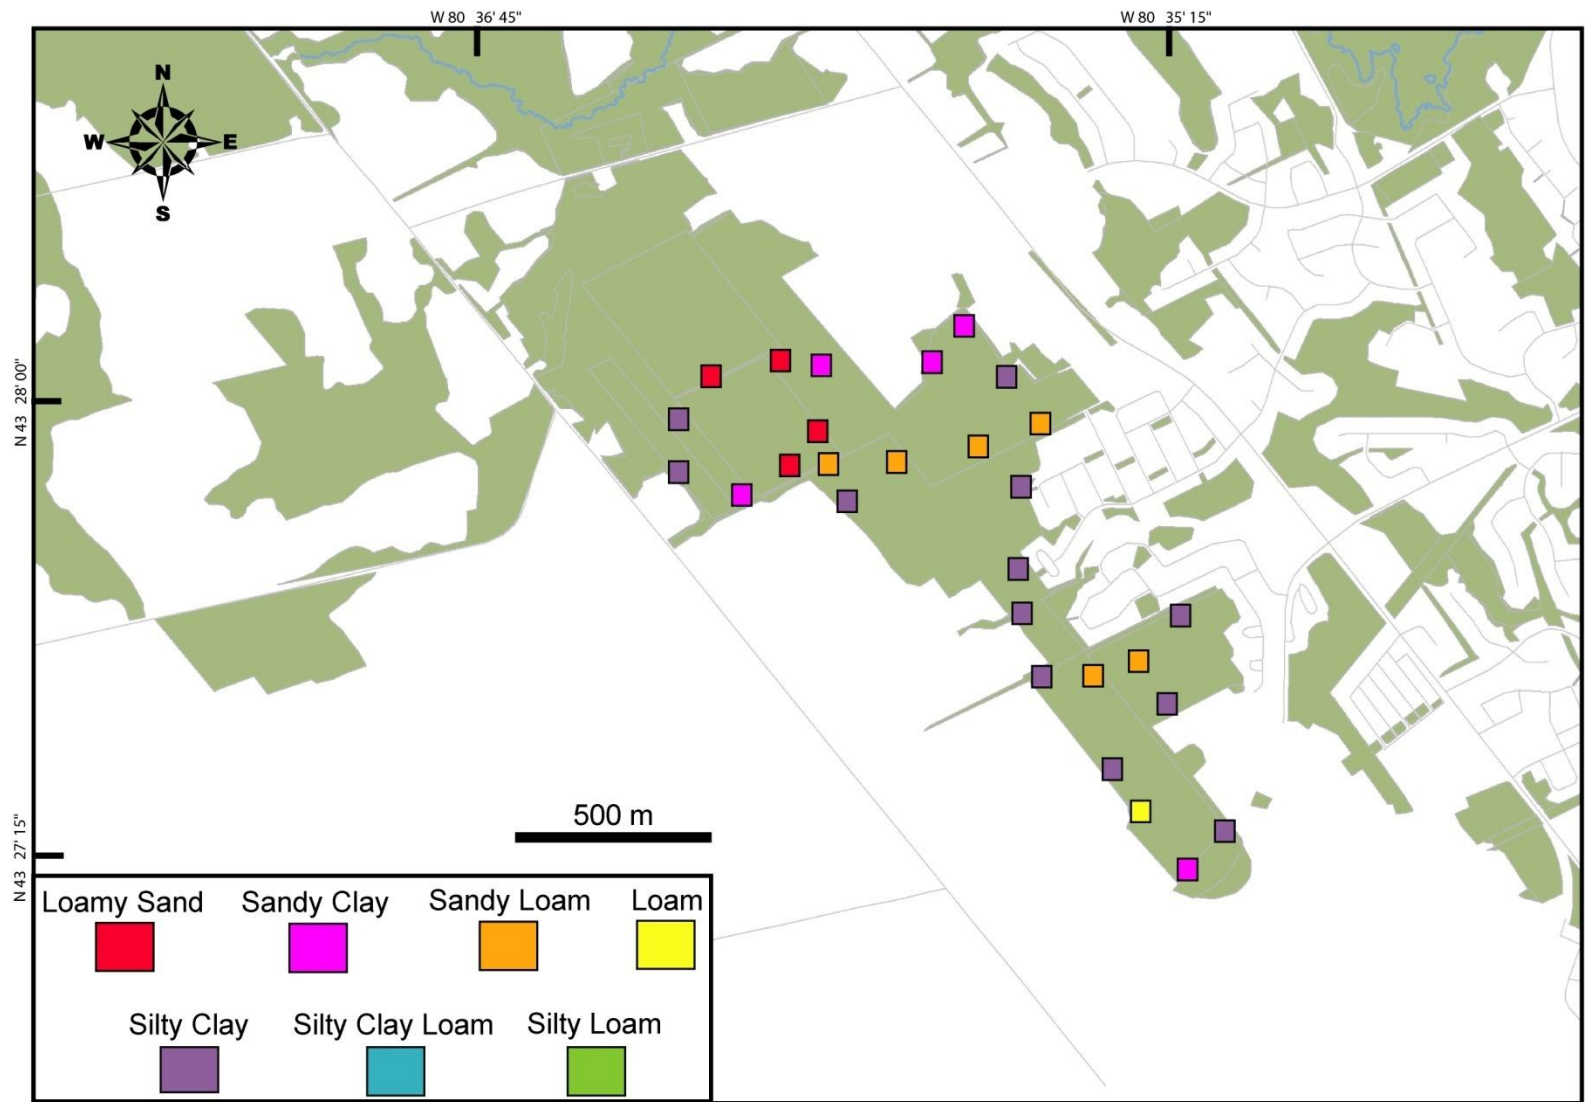 W 80 36' 45"
W 80 35' 15"
N
W E
S
N 43 28' 00"
N 43 27' 15"
500 m
Loamy Sand Sandy Clay Sandy Loam Loam
Silty Clay Silty Clay Loam Silty Loam